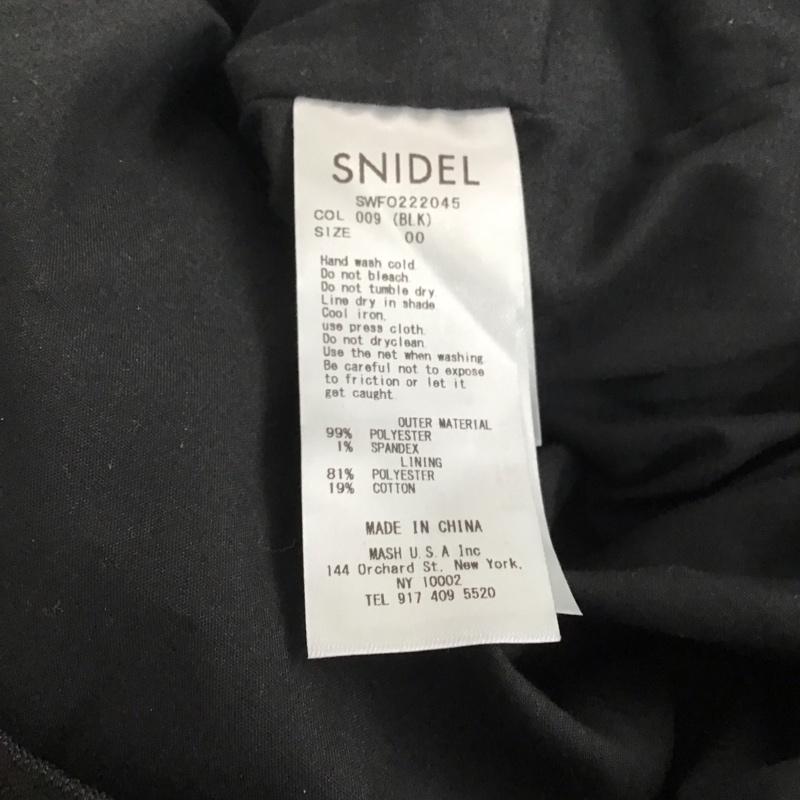 SNIDEL
SWFO222045
COL 009 (BLK)
SIZE 00
Hand wash cold
Do not bleach
Do not tumble dry
Line dry in shade
Cool iron,
use press cloth
Do not dryclean
Use the net when washing
Be careful not to expose
to friction or let it
get caught
OUTER MATERIAL
99% POLYESTER
1% SPANDEX
LINING
81% POLYESTER
19% COTTON
MADE IN CHINA
MASH U.S.A Inc
144 Orchard St, New York,
NY 10002
TEL 917 409 5520